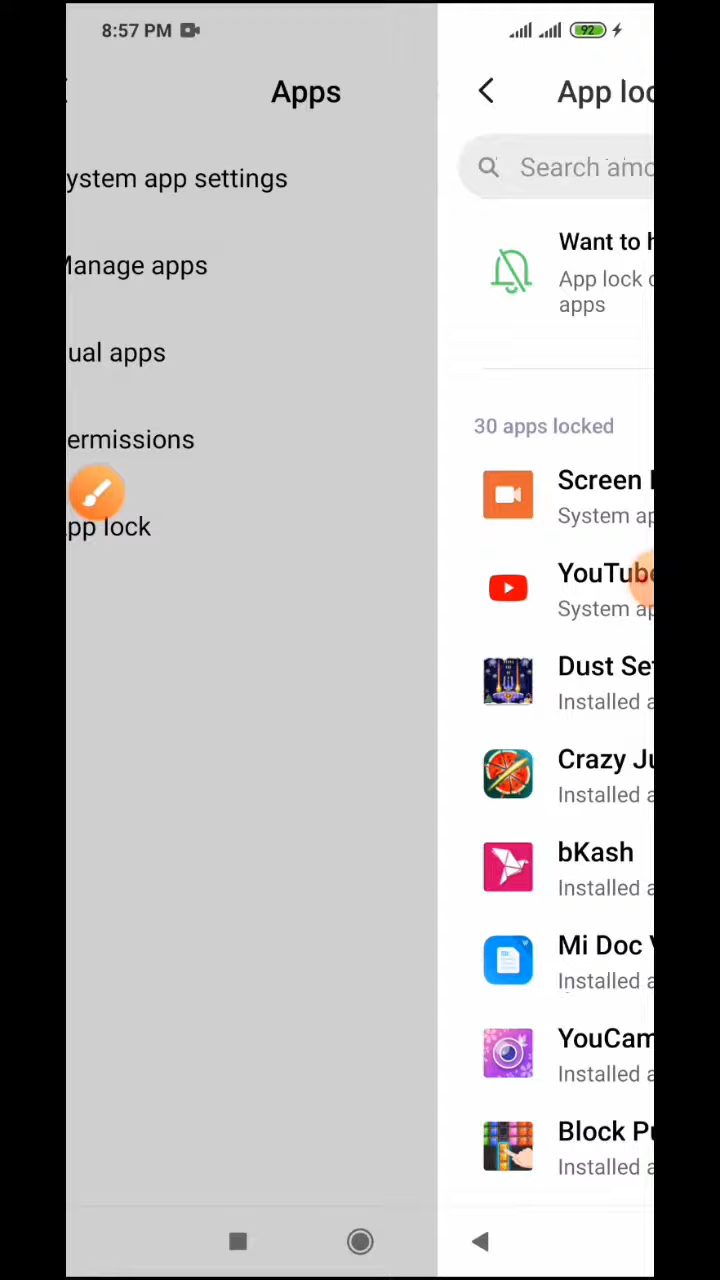 8:57 PM
92
Apps
ystem app settings
Manage apps
ual apps
ermissions
pp lock
App loc
Search amo
Want to h
App lock c
apps
30 apps locked
Screen
System ap
YouTube
System ap
Dust Set
Installed a
Crazy Ju
Installed a
bKash
Installed a
Mi Doc V
Installed a
YouCam
Installed a
Block Pu
Installed a